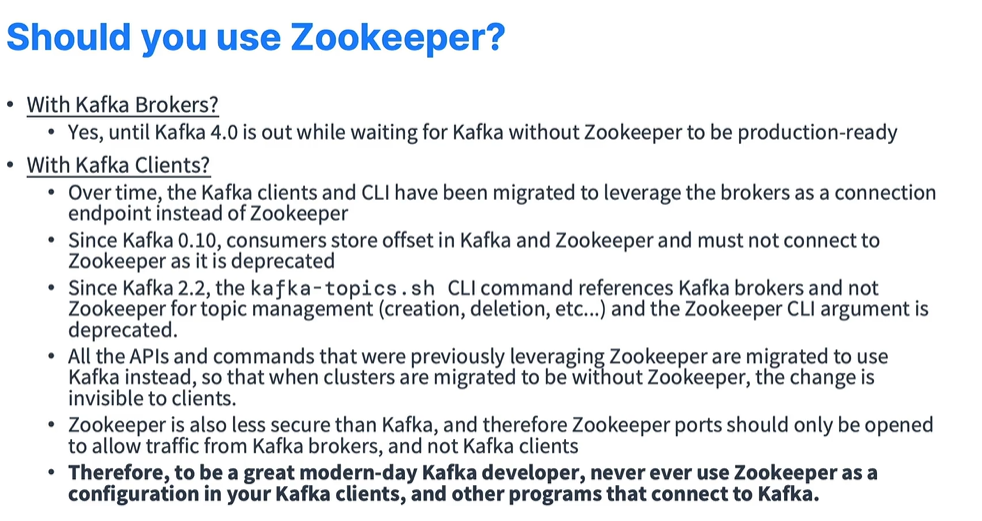 Should you use Zookeeper?
• With Kafka Brokers?
• Yes, until Kafka 4.0 is out while waiting for Kafka without Zookeeper to be production-ready
• With Kafka Clients?
• Over time, the Kafka clients and CLI have been migrated to leverage the brokers as a connection
endpoint instead of Zookeeper
• Since Kafka 0.10, consumers store offset in Kafka and Zookeeper and must not connect to
Zookeeper as it is deprecated
• Since Kafka 2.2, the kafka-topics.sh CLI command references Kafka brokers and not
Zookeeper for topic management (creation, deletion, etc...) and the Zookeeper CLI argument is
deprecated.
• All the APIs and commands that were previously leveraging Zookeeper are migrated to use
Kafka instead, so that when clusters are migrated to be without Zookeeper, the change is
invisible to clients.
• Zookeeper is also less secure than Kafka, and therefore Zookeeper ports should only be opened
to allow traffic from Kafka brokers, and not Kafka clients
• Therefore, to be a great modern-day Kafka developer, never ever use Zookeeper as a
configuration in your Kafka clients, and other programs that connect to Kafka.